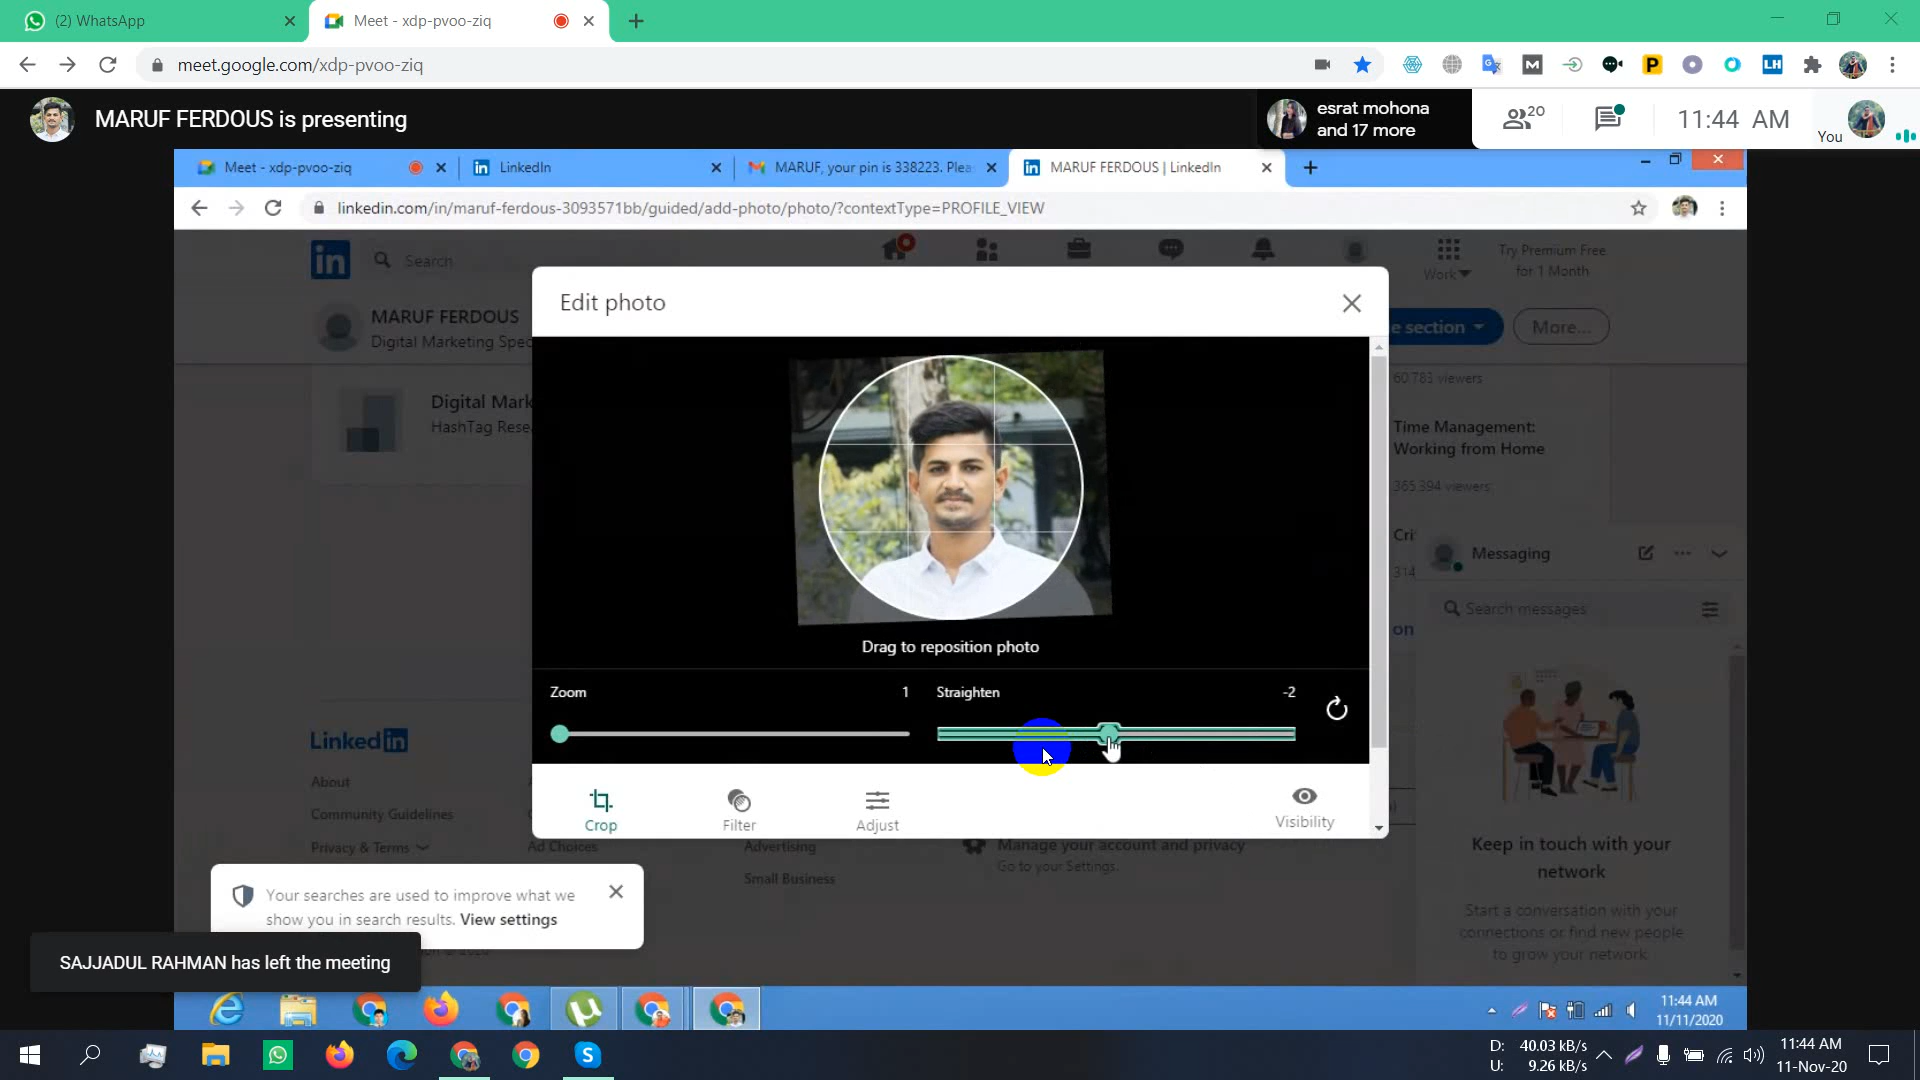 (2) WhatsApp
Meet - xdp-pvoo-ziq
meet.google.com/xdp-pvoo-ziq
MARUF FERDOUS is presenting
esrat mohona
and 17 more
20
11:44 AM
You
Meet - xdp-pvoo-ziq
LinkedIn
MARUF, your pin is 338223. Plea
MARUF FERDOUS | LinkedIn
linkedin.com/in/maruf-ferdous-3093571bb/guided/add-photo/photo/?contextType=PROFILE_VIEW
in
Search
Work
Try Premium Free
for 1 Month
MARUF FERDOUS
Digital Marketing Spec
e section
More...
Edit photo
60,783 viewers
Digital Mark
HashTag Rese
Time Management:
Working from Home
365,394 viewers
Cri
314
Messaging
Search messages
on
Drag to reposition photo
Zoom
1
Straighten
-2
Crop
Filter
Adjust
Visibility
Linkedin
About
Community Guidelines
Privacy & Terms
Ad Choices
Advertising
Small Business
Manage your account and privacy
Go to your Settings.
Keep in touch with your
network
Start a conversation with your
connections or find new people
to grow your network
Your searches are used to improve what we
show you in search results. View settings
SAJJADUL RAHMAN has left the meeting
11:44 AM
11/11/2020
D: 40.03 kB/s
U: 9.26 kB/s
11:44 AM
11-Nov-20